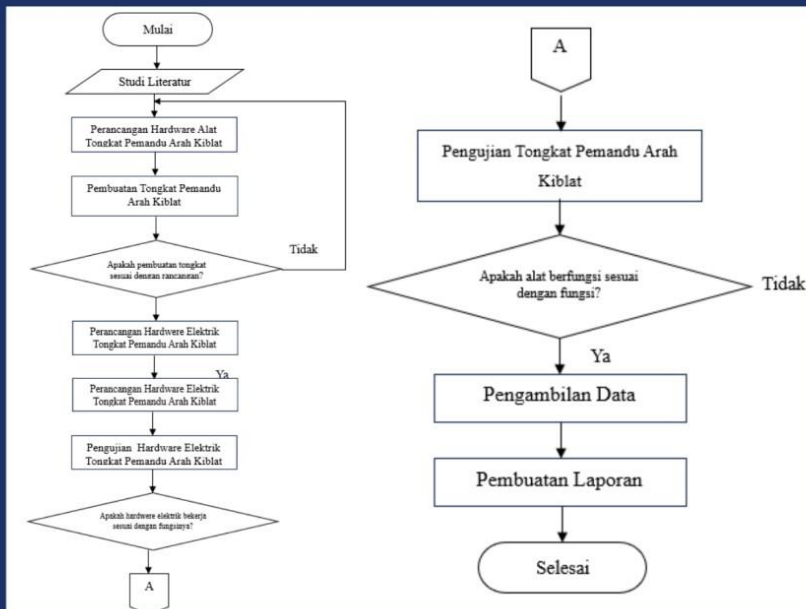 Mulai
Studi Literatur
Perancangan Hardware Alat
Tongkat Pemandu Arah Kiblat
Pembuatan Tongkat Pemandu
Arah Kiblat
Tidak
Apakah pembuatan tongkat
sesuai dengan rancangan?
Perancangan Hardwere Elektrik
Tongkat Pemandu Arah Kiblat
Ya
Perancangan Hardwere Elektrik
Tongkat Pemandu Arah Kiblat
Pengujian Hardware Elektrik
Tongkat Pemandu Arah Kiblat
Apakah hardwere elektrik bekerja
sesuai dengan fungsinya?
A
A
Pengujian Tongkat Pemandu Arah
Kiblat
Apakah alat berfungsi sesuai
dengan fungsi?
Tidak
Ya
Pengambilan Data
Pembuatan Laporan
Selesai